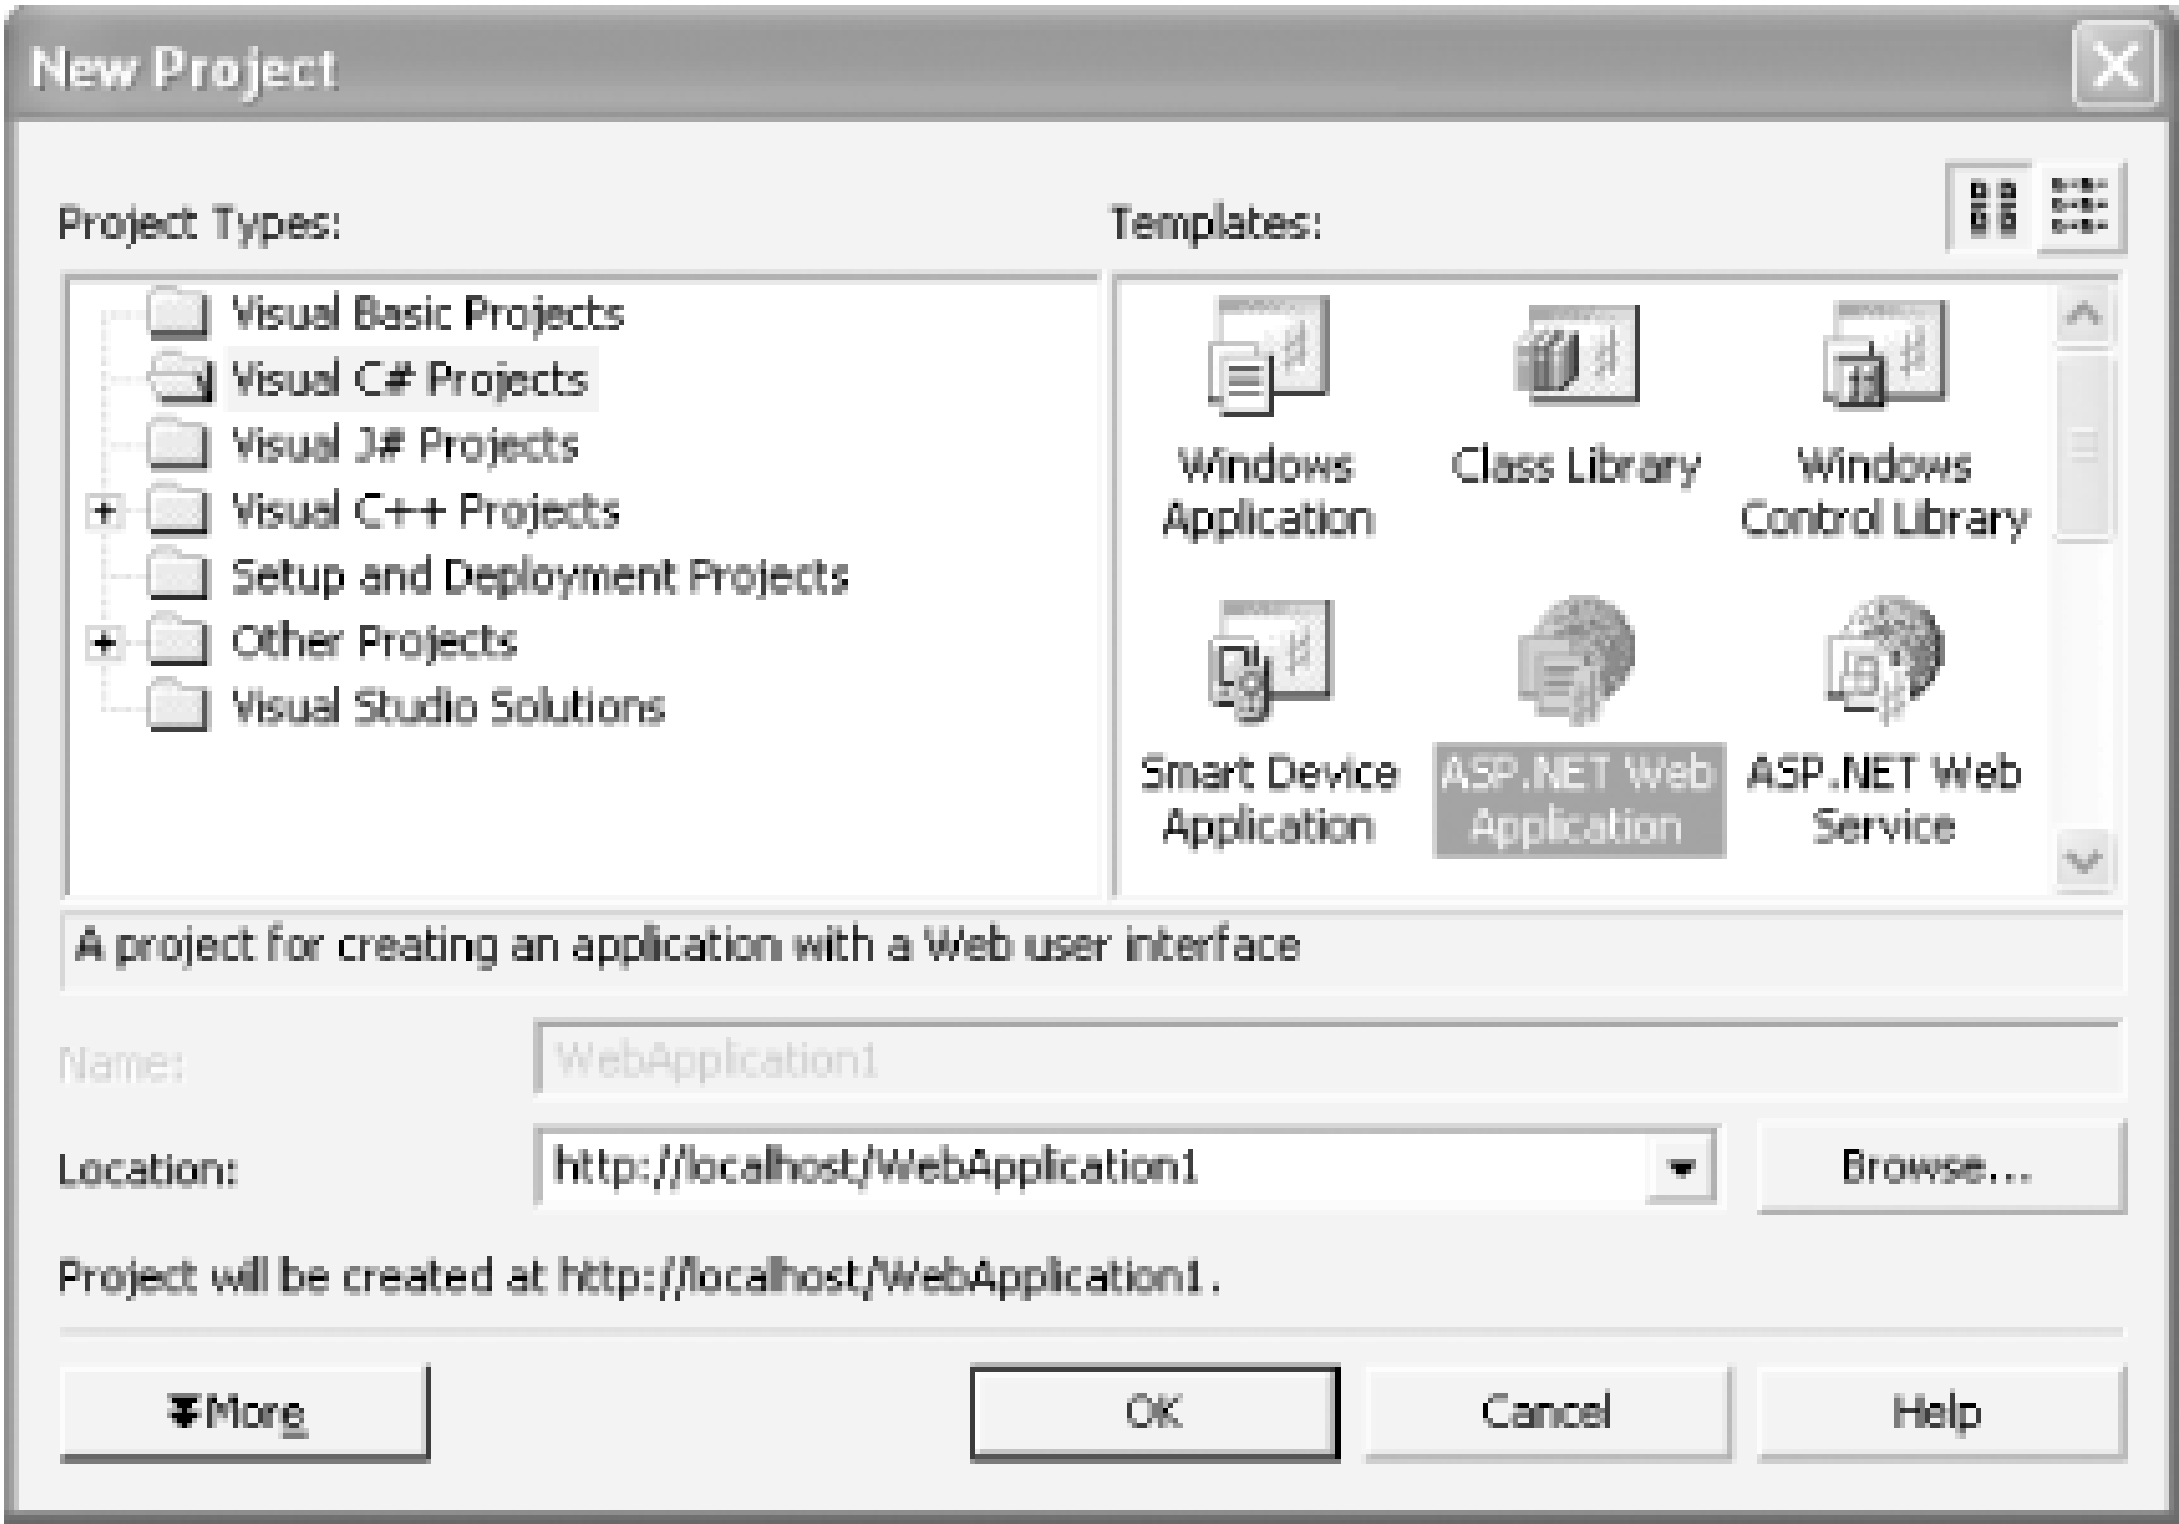 New Project
Project Types:
Templates:
Visual Basic Projects
Visual C# Projects
Visual J# Projects
Visual C++ Projects
Setup and Deployment Projects
Other Projects
Visual Studio Solutions
Windows
Application
Class Library
Windows
Control Library
Smart Device
Application
ASP.NET Web
Application
ASP.NET Web
Service
A project for creating an application with a Web user interface
Name:
WebApplication1
Location:
http://localhost/WebApplication1
Browse...
Project will be created at http://localhost/WebApplication1.
More
OK
Cancel
Help